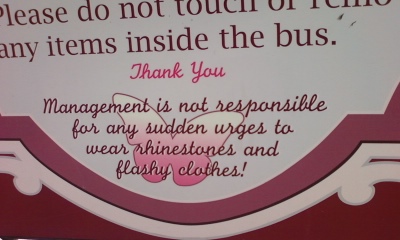 Please do not touch or remo
any items inside the bus.
Thank You
Management is not responsible
for any sudden urges to
wear rhinestones and
flashy clothes!